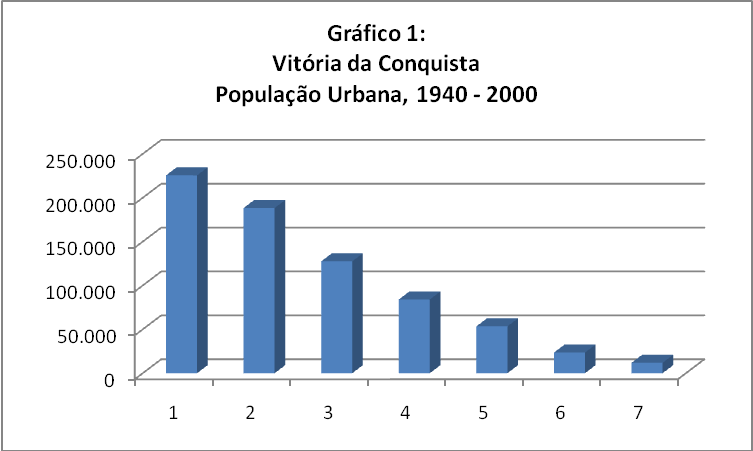 Gráfico 1:
Vitória da Conquista
População Urbana, 1940 - 2000
250.000
200.000
150.000
100.000
50.000
0
1 2 3 4 5 6 7